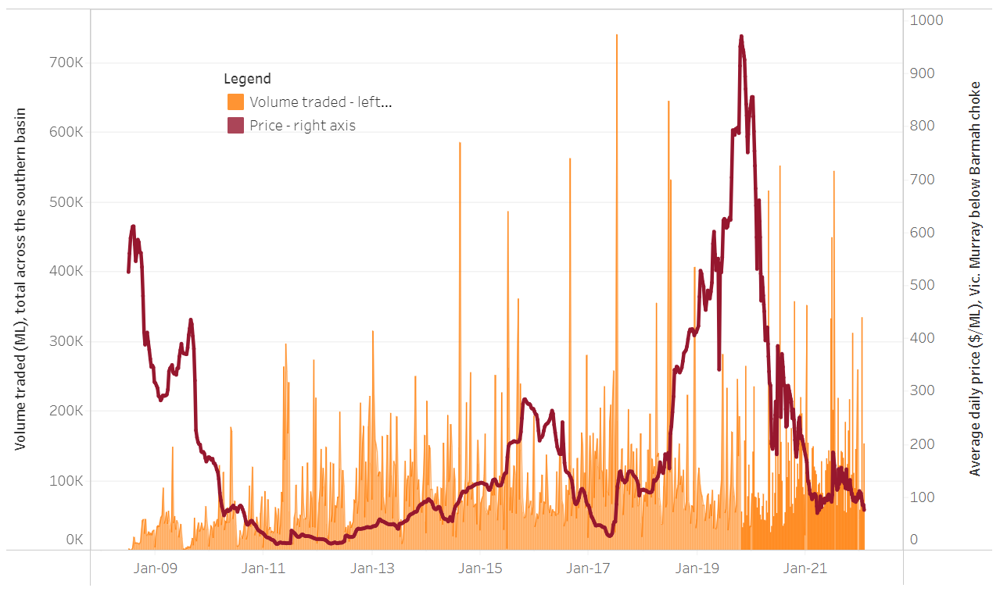 Volume traded (ML), total across the southern basin
700K
600K
500K
400K
300K
200K
100K
0K
Legend
Volume traded - left...
Price - right axis
1000
900
800
700
600
500
400
300
200
100
0
Average daily price ($/ML), Vic. Murray below Barmah choke
Jan-09
Jan-11
Jan-13
Jan-15
Jan-17
Jan-19
Jan-21